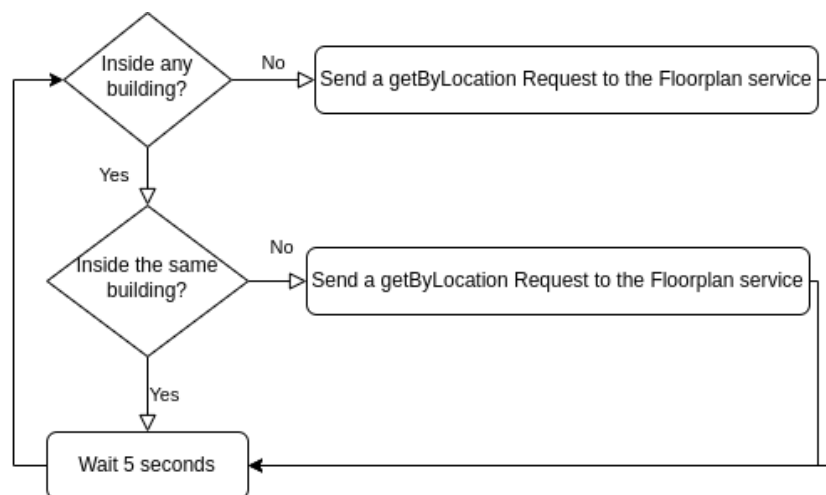 Inside any
building?
No
Send a getByLocation Request to the Floorplan service
Yes
Inside the same
building?
No
Send a getByLocation Request to the Floorplan service
Yes
Wait 5 seconds